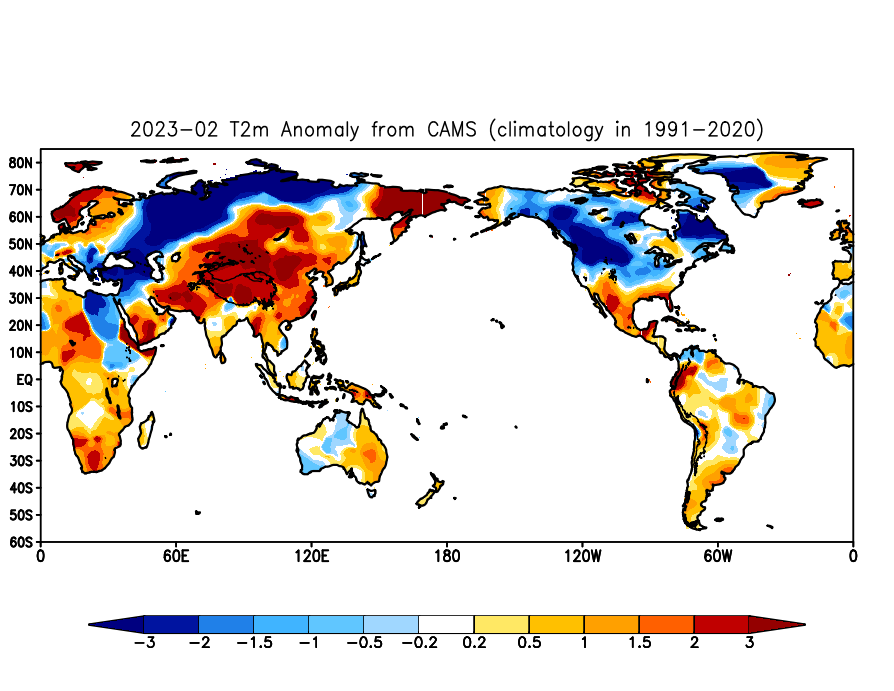 2023-02 T2m Anomaly from CAMS (climatology in 1991-2020)
80N
70N
60N
50N
40N
30N
20N
10N
EQ
10S
20S
30S
40S
50S
60S
0 60E 120E 180 120W 60W 0
-3 -2 -1.5 -1 -0.5 -0.2 0.2 0.5 1 1.5 2 3